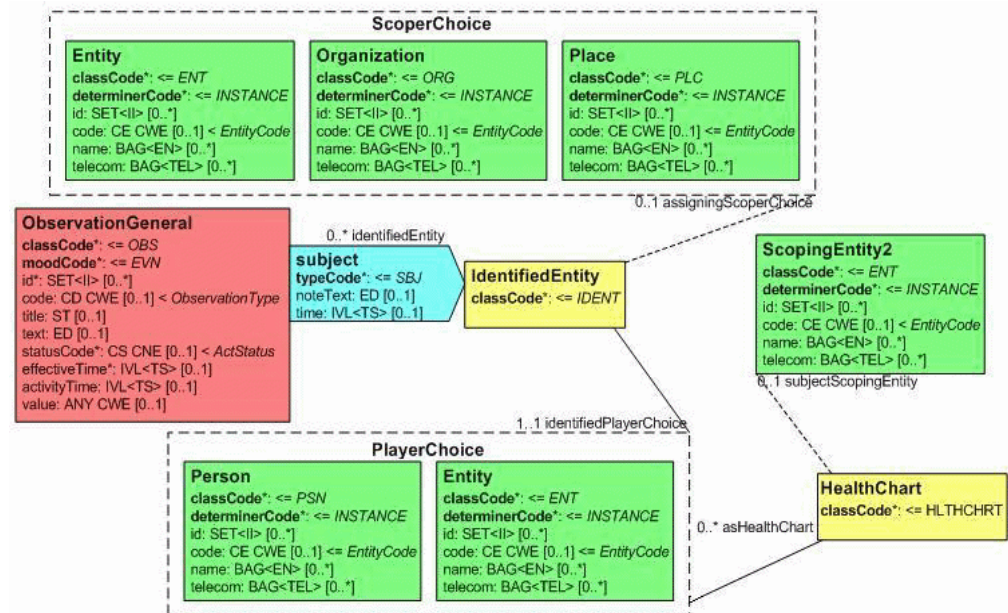 ScoperChoice
Entity
classCode*: <= ENT
determinerCode*: <= INSTANCE
id: SET<II> [0..*]
code: CE CWE [0..1] < EntityCode
name: BAG<EN> [0..*]
telecom: BAG<TEL> [0..*]
Organization
classCode*: <= ORG
determinerCode*: <= INSTANCE
id: SET<II> [0..*]
code: CE CWE [0..1] <= EntityCode
name: BAG<EN> [0..*]
telecom: BAG<TEL> [0..*]
Place
classCode*: <= PLC
determinerCode*: <= INSTANCE
id: SET<II> [0..*]
code: CE CWE [0..1] <= EntityCode
name: BAG<EN> [0..*]
telecom: BAG<TEL> [0..*]
0..1 assigningScoperChoice
ObservationGeneral
classCode*: <= OBS
moodCode*: <= EVN
id*: SET<II> [0..*]
code: CD CWE [0..1] < ObservationType
title: ST [0..1]
text: ED [0..1]
statusCode*: CS CNE [0..1] < ActStatus
effectiveTime*: IVL<TS> [0..1]
activityTime: IVL<TS> [0..1]
value: ANY CWE [0..1]
0..* identifiedEntity
subject
typeCode*: <= SBJ
noteText: ED [0..1]
time: IVL<TS> [0..1]
IdentifiedEntity
classCode*: <= IDENT
ScopingEntity2
classCode*: <= ENT
determinerCode*: <= INSTANCE
id: SET<II> [0..*]
code: CE CWE [0..1] < EntityCode
name: BAG<EN> [0..*]
telecom: BAG<TEL> [0..*]
0..1 subjectScopingEntity
1..1 identifiedPlayerChoice
PlayerChoice
Person
classCode*: <= PSN
determinerCode*: <= INSTANCE
id: SET<II> [0..*]
code: CE CWE [0..1] <= EntityCode
name: BAG<EN> [0..*]
telecom: BAG<TEL> [0..*]
Entity
classCode*: <= ENT
determinerCode*: <= INSTANCE
id: SET<II> [0..*]
code: CE CWE [0..1] <= EntityCode
name: BAG<EN> [0..*]
telecom: BAG<TEL> [0..*]
HealthChart
classCode*: <= HLTHCHRT
0..* asHealthChart